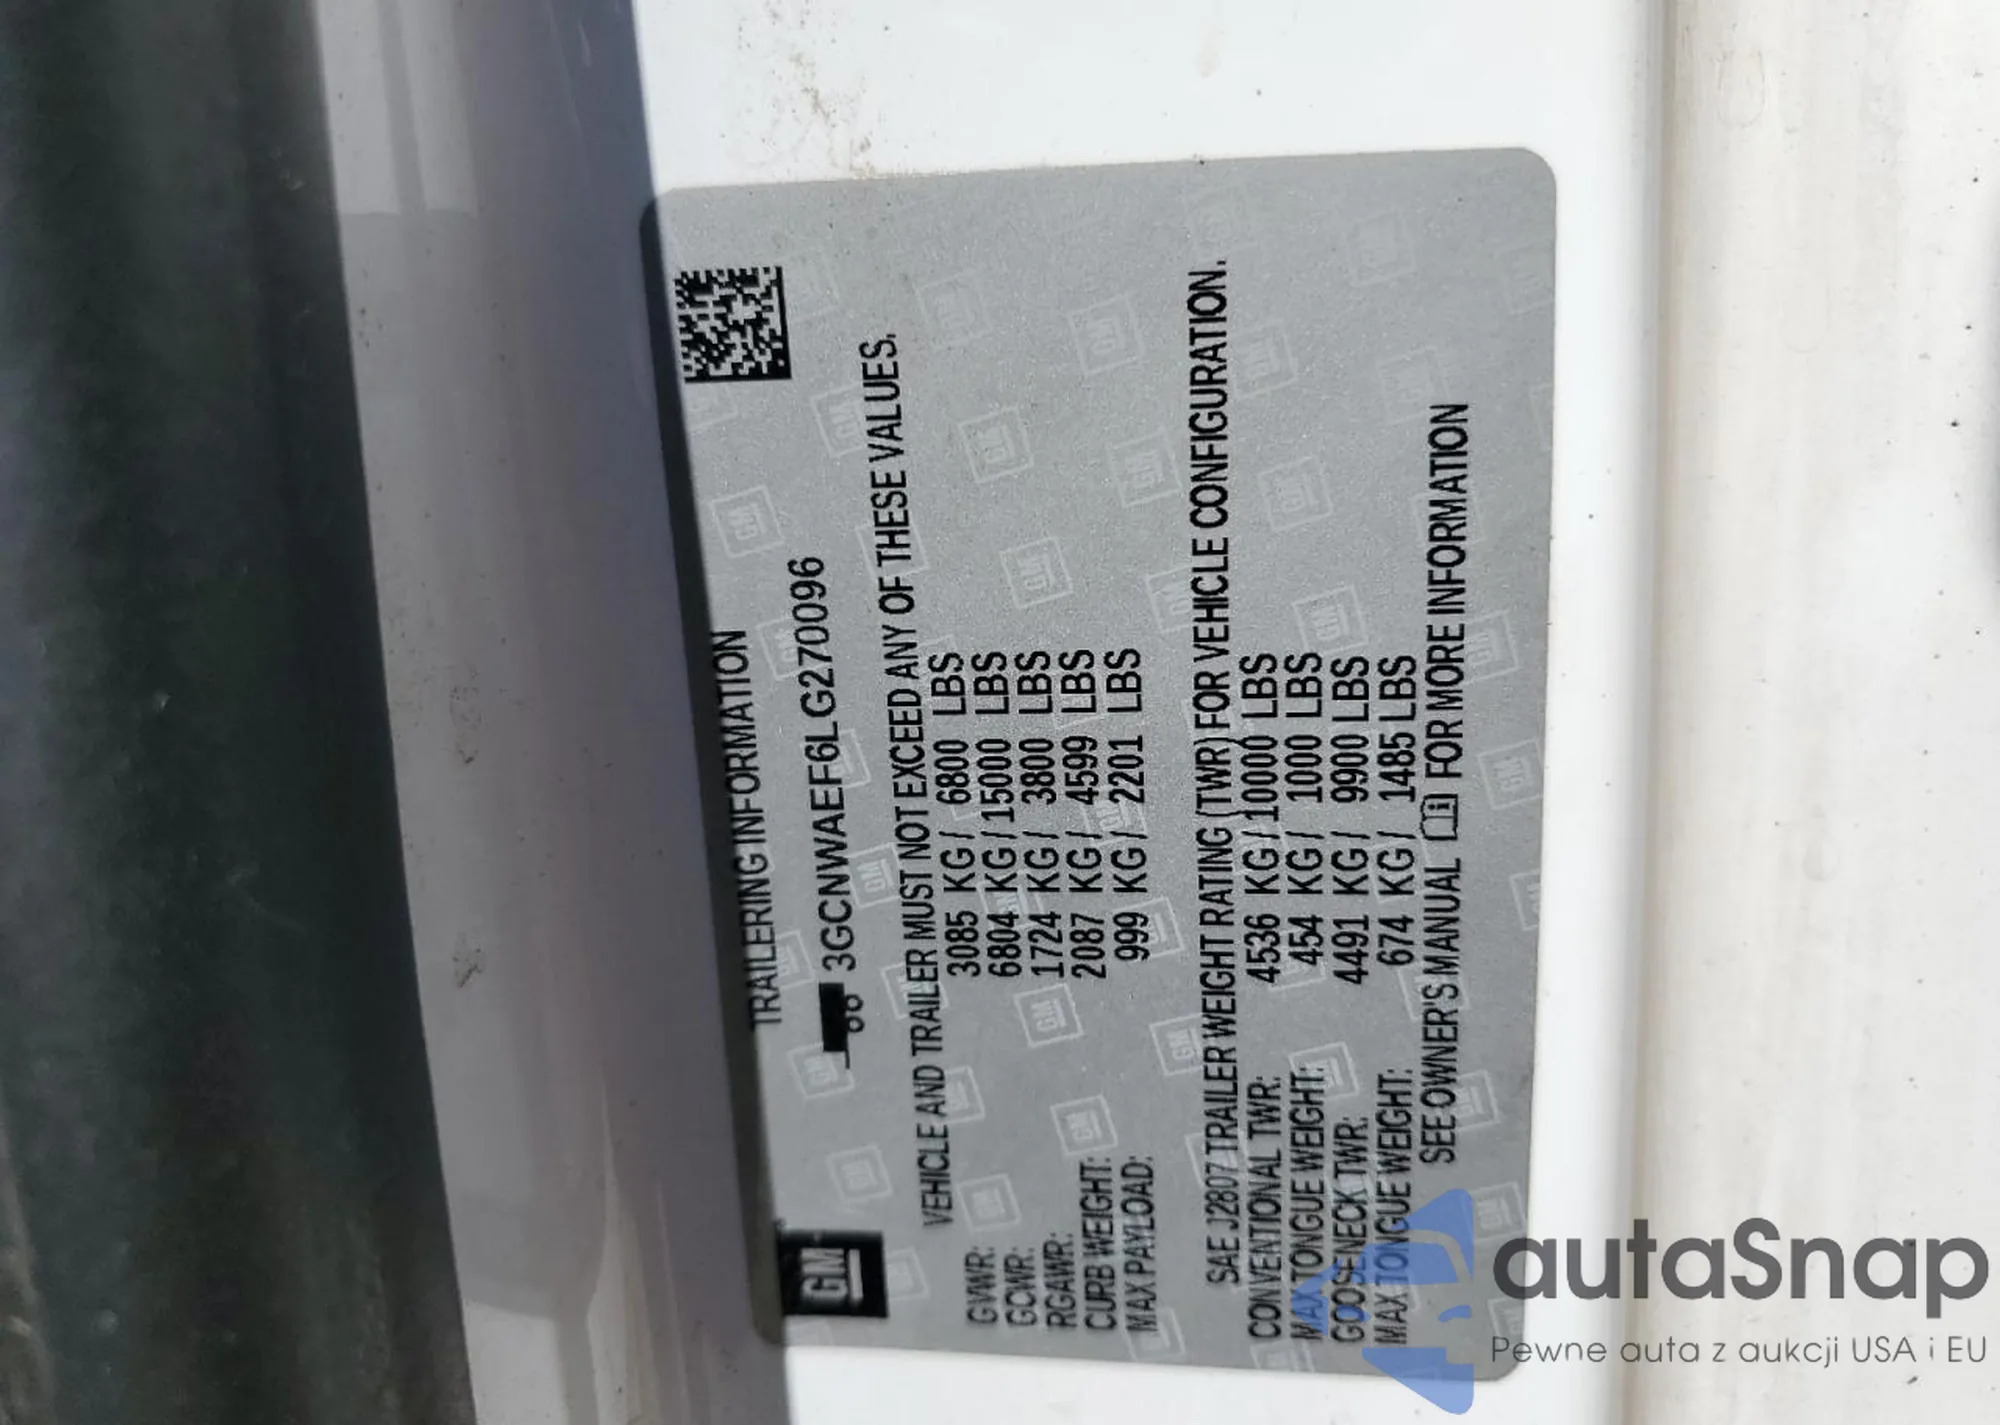 TRAILERING INFORMATION
3GCNWAEF6LG270096
GM
VEHICLE AND TRAILER MUST NOT EXCEED ANY OF THESE VALUES.
GVWR: 3085 KG / 6800 LBS
GCWR: 6804 KG / 15000 LBS
RGAWR: 1724 KG / 3800 LBS
CURB WEIGHT: 2087 KG / 4599 LBS
MAX PAYLOAD: 999 KG / 2201 LBS
SAE J2807 TRAILER WEIGHT RATING (TWR) FOR VEHICLE CONFIGURATION.
CONVENTIONAL TWR: 4536 KG / 10000 LBS
MAX TONGUE WEIGHT: 454 KG / 1000 LBS
GOOSENECK TWR: 4491 KG / 9900 LBS
MAX TONGUE WEIGHT: 674 KG / 1485 LBS
SEE OWNER'S MANUAL FOR MORE INFORMATION
autaSnap
Pewne auta z aukcji USA i EU